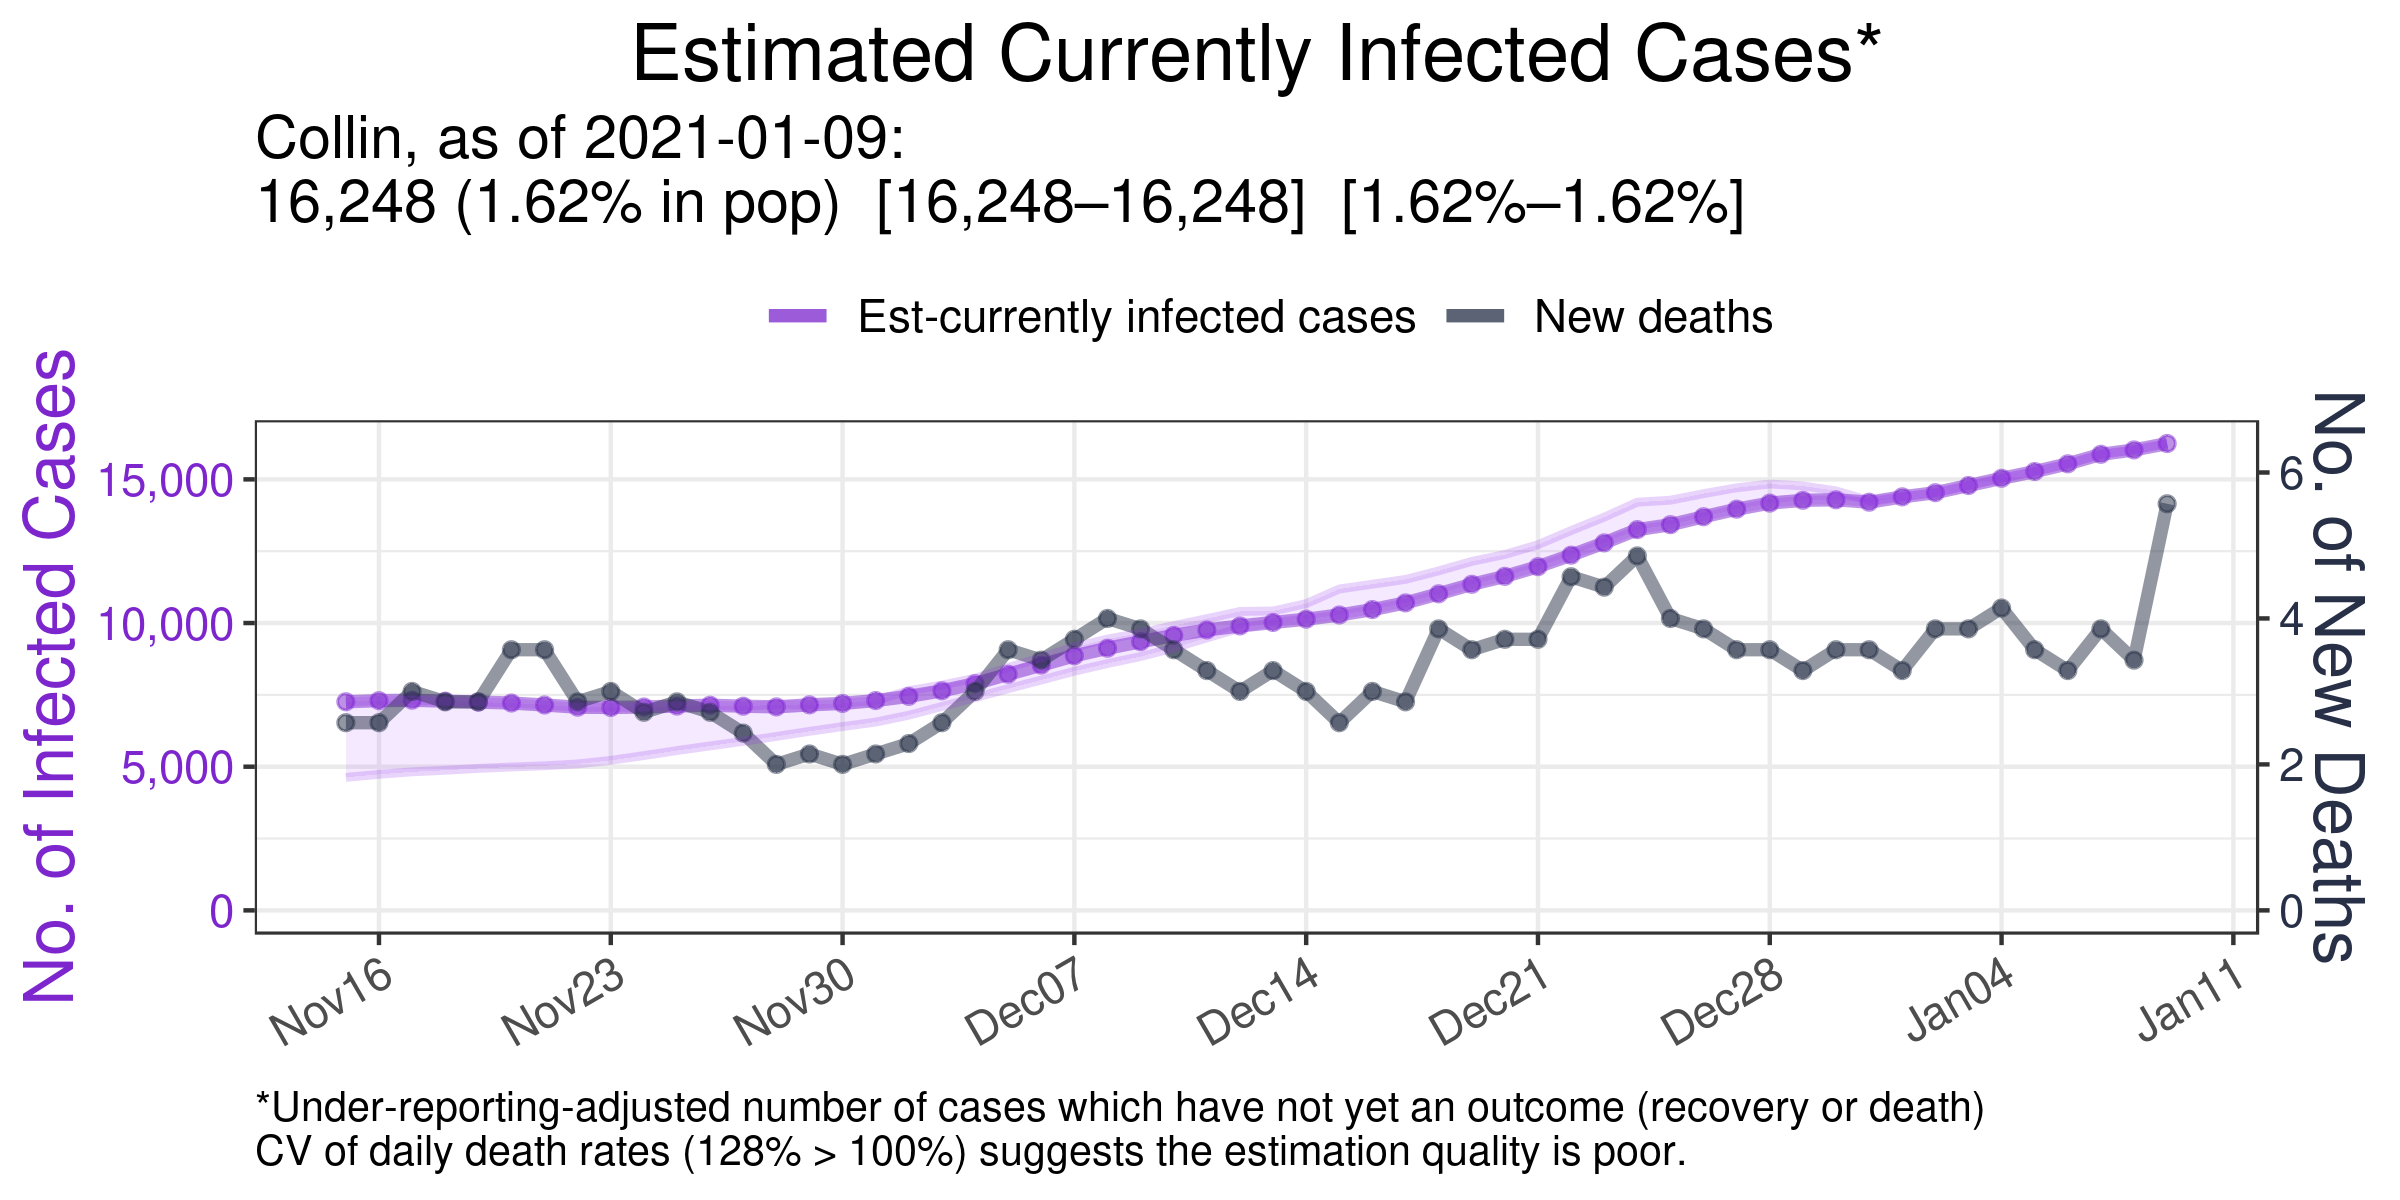 Estimated Currently Infected Cases*
Collin, as of 2021-01-09:
16,248 (1.62% in pop)  [16,248–16,248]  [1.62%–1.62%]
Est-currently infected cases
New deaths
No. of Infected Cases
15,000
10,000
5,000
0
No. of New Deaths
6
4
2
0
Nov16
Nov23
Nov30
Dec07
Dec14
Dec21
Dec28
Jan04
Jan11
*Under-reporting-adjusted number of cases which have not yet an outcome (recovery or death)
CV of daily death rates (128% > 100%) suggests the estimation quality is poor.